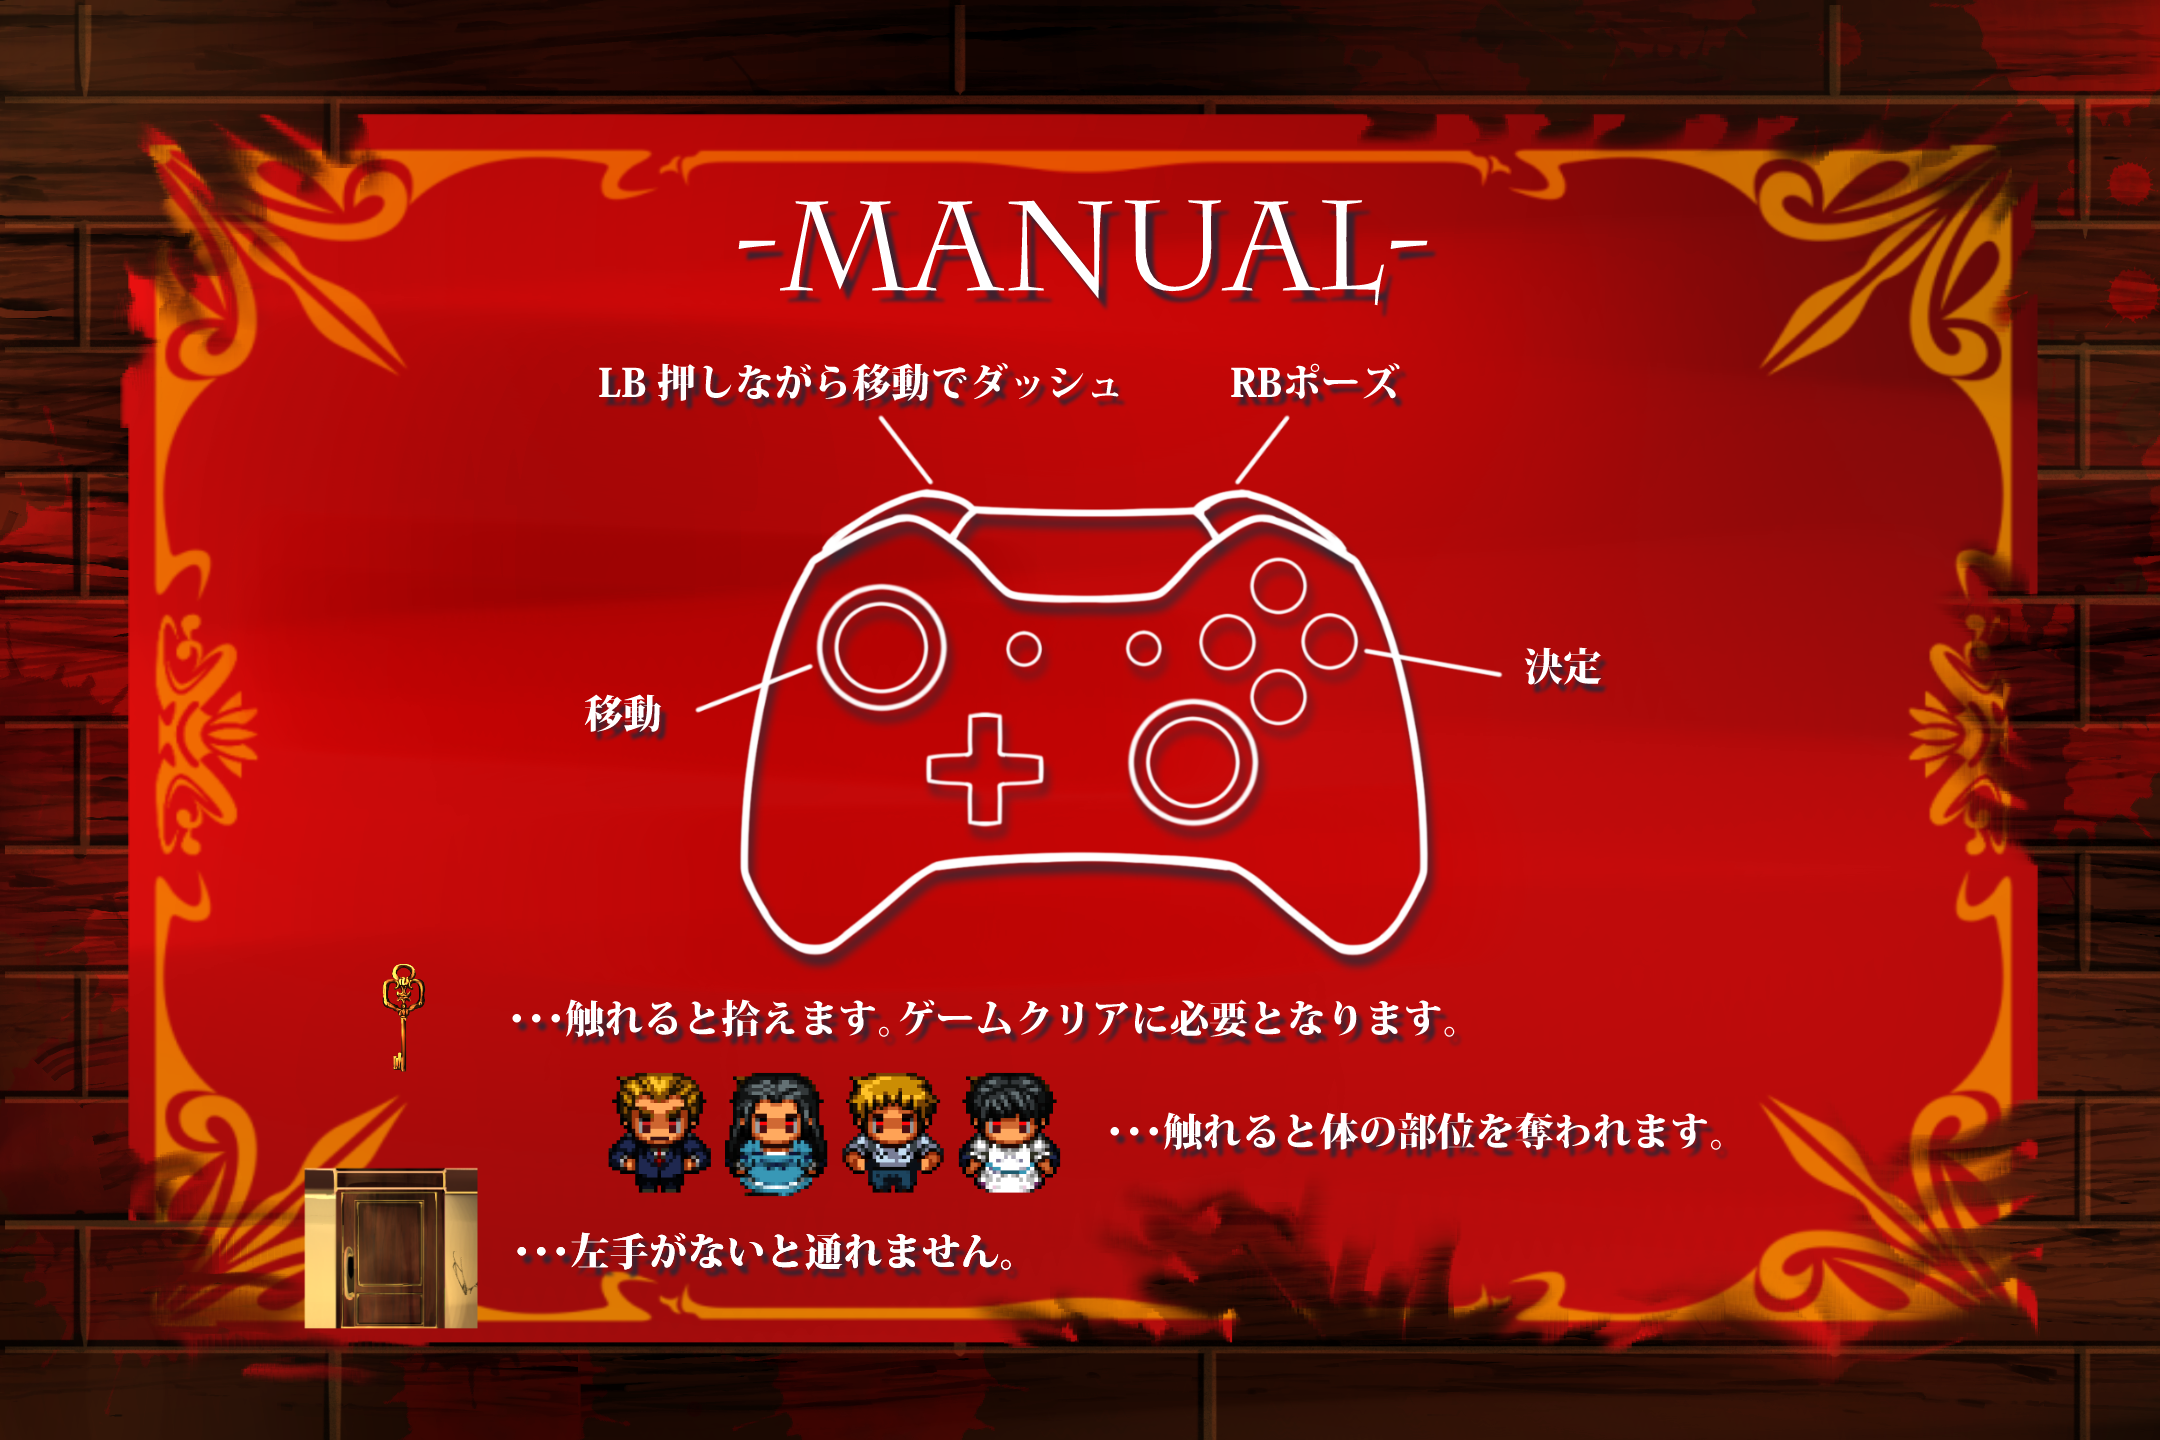 -MANUAL-
LB 押しながら移動でダッシュ
RBポーズ
決定
移動
･･･触れると拾えます。ゲームクリアに必要となります。
･･･触れると体の部位を奪われます。
･･･左手がないと通れません。